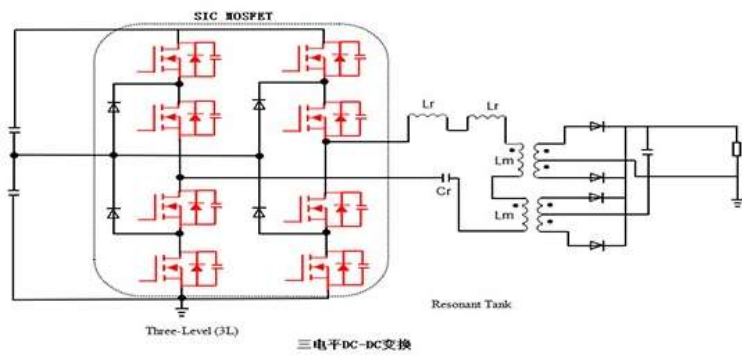 SIC MOSFET
Lr
Lr
Lm
Cr
Lm
Resonant Tank
Three-Level (3L)
三电平DC-DC变换